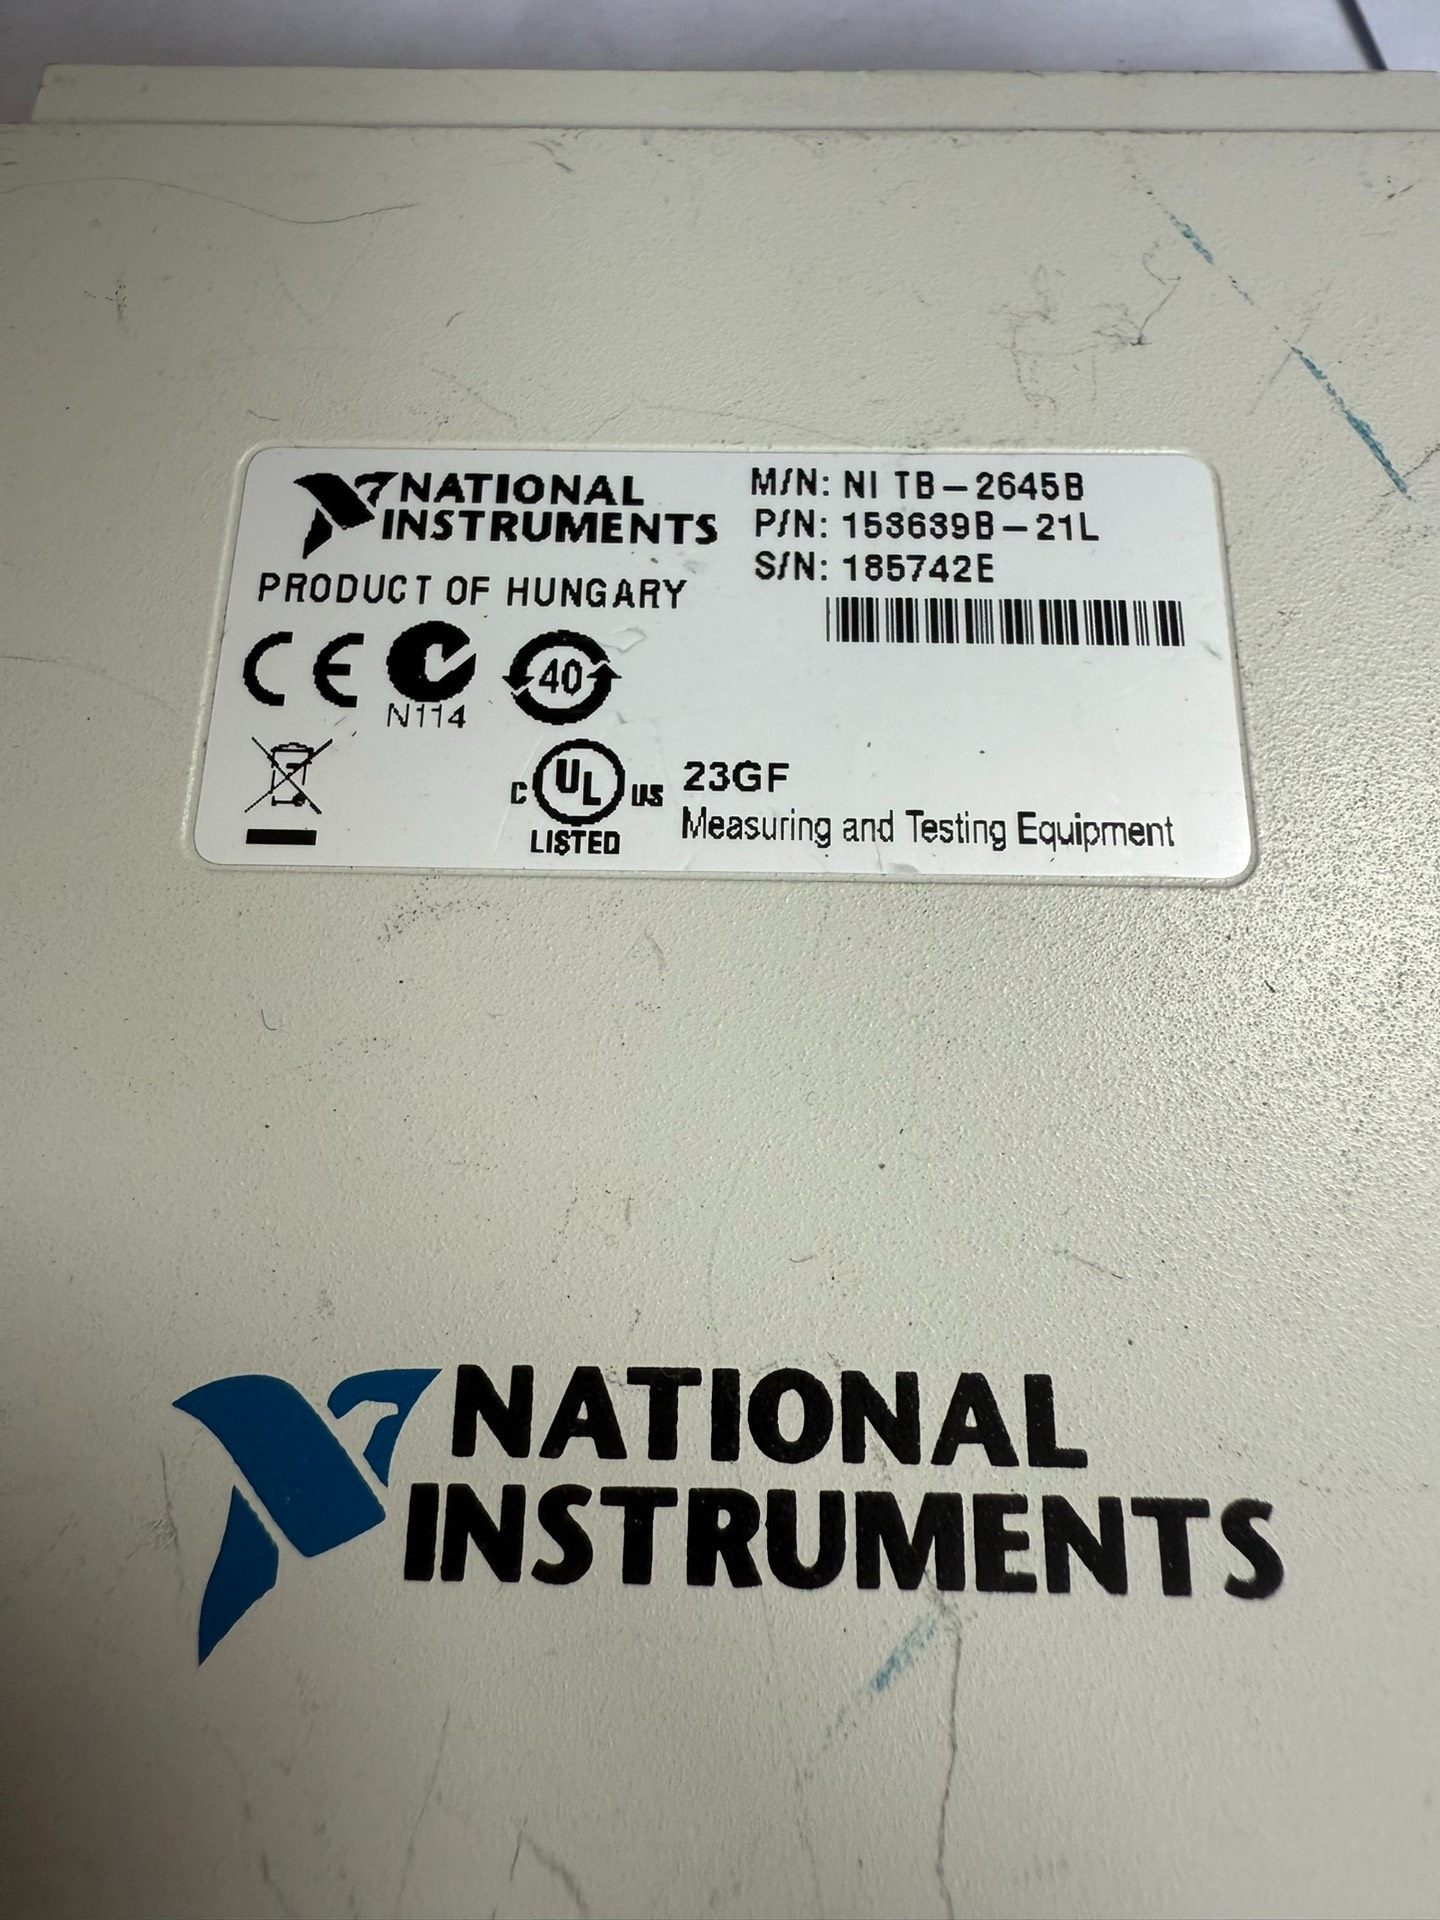 NATIONAL
INSTRUMENTS
PRODUCT OF HUNGARY
M/N: NI TB-2645B
P/N: 153639B-21L
S/N: 185742E
CE
N114
40
C UL US
LISTED
23GF
Measuring and Testing Equipment
NATIONAL
INSTRUMENTS